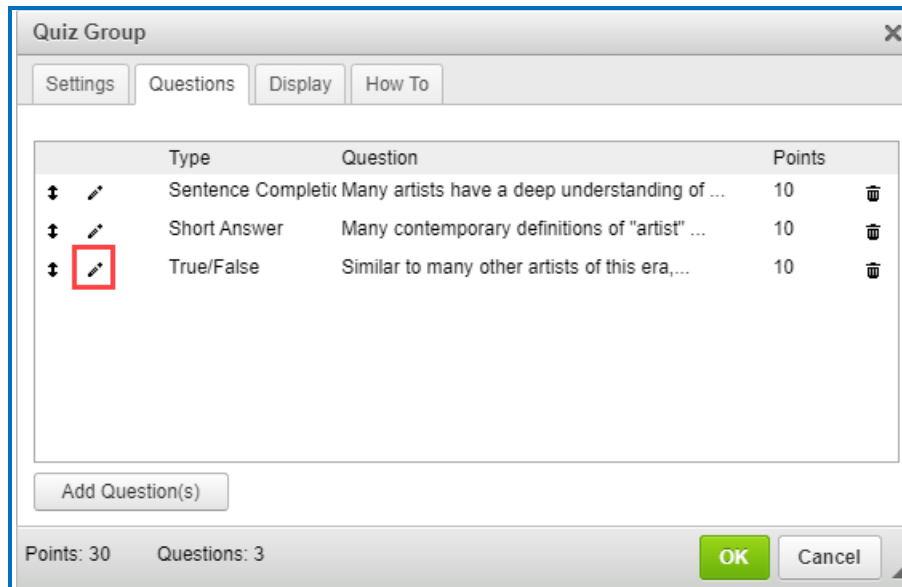 Quiz Group
Settings Questions Display How To
Type Question Points
Sentence Completic Many artists have a deep understanding of ... 10
Short Answer Many contemporary definitions of "artist" ... 10
True/False Similar to many other artists of this era,... 10
Add Question(s)
Points: 30 Questions: 3 OK Cancel